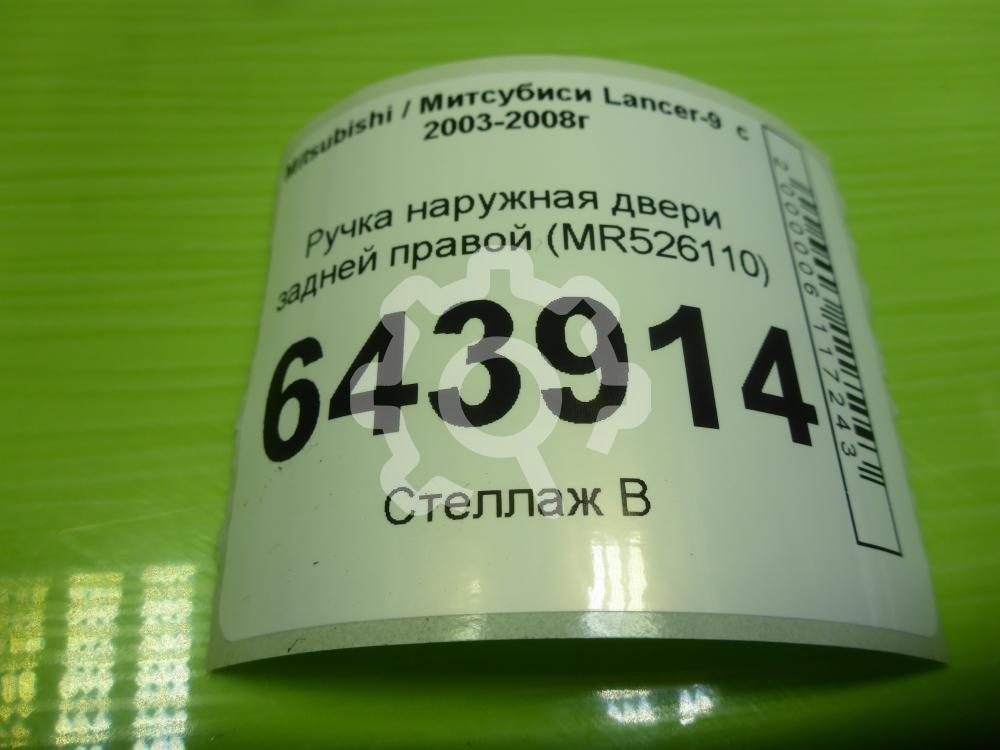 Mitsubishi / Митсубиси Lancer-9 с
2003-2008г
Ручка наружная двери
задней правой (MR526110)
643914
Стеллаж В
2000006117243